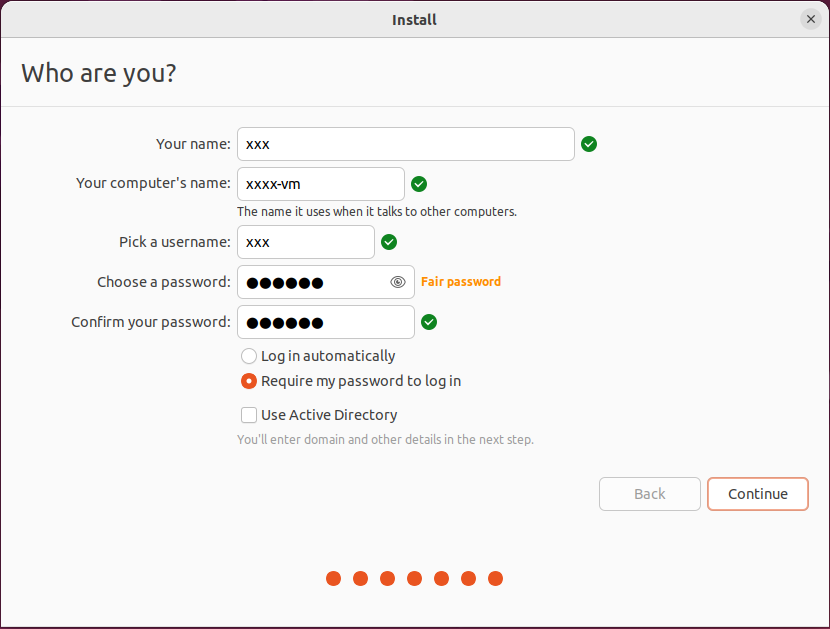 Install
Who are you?
Your name: xxx
Your computer's name: xxxx-vm
The name it uses when it talks to other computers.
Pick a username: xxx
Choose a password: ●●●●●● Fair password
Confirm your password: ●●●●●●
Log in automatically
Require my password to log in
Use Active Directory
You'll enter domain and other details in the next step.
Back Continue